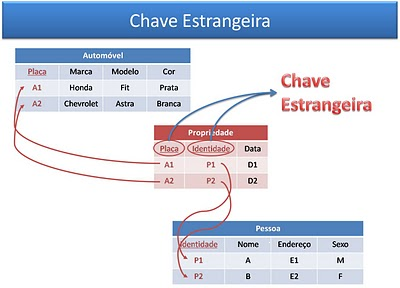 Chave Estrangeira
Automóvel
Placa Marca Modelo Cor
A1 Honda Fit Prata
A2 Chevrolet Astra Branca
Chave
Estrangeira
Propriedade
Placa Identidade Data
A1 P1 D1
A2 P2 D2
Pessoa
Identidade Nome Endereço Sexo
P1 A E1 M
P2 B E2 F